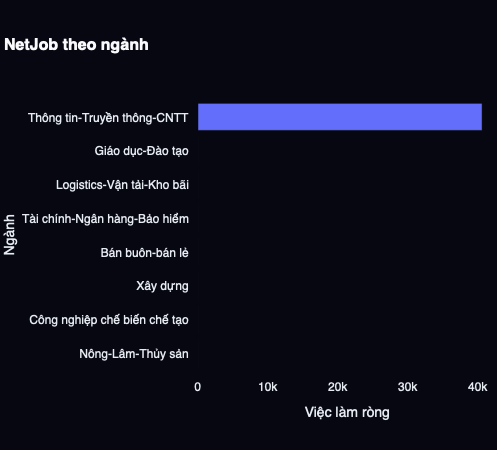 NetJob theo ngành
Thông tin-Truyền thông-CNTT
Giáo dục-Đào tạo
Logistics-Vận tải-Kho bãi
Tài chính-Ngân hàng-Bảo hiểm
Bán buôn-bán lẻ
Xây dựng
Công nghiệp chế biến chế tạo
Nông-Lâm-Thủy sản
Ngành
0 10k 20k 30k 40k
Việc làm ròng